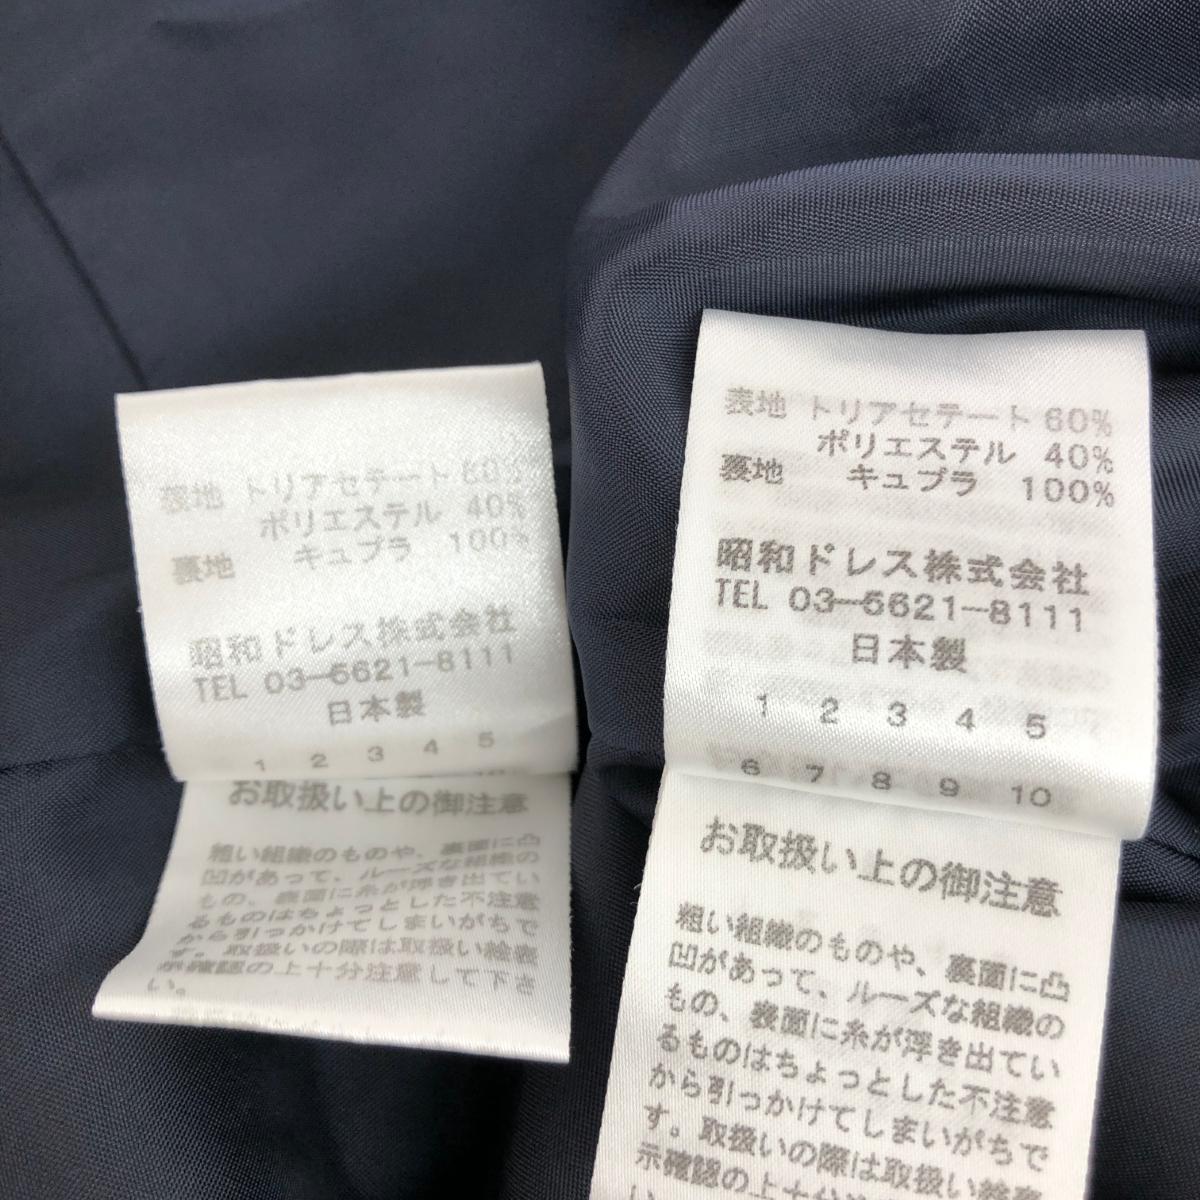 表地 トリアセテート 60%
ポリエステル 40%
裏地 キュプラ 100%
昭和ドレス株式会社
TEL 03-5621-8111
日本製
1 2 3 4 5
お取扱い上の御注意
粗い組織のものや、裏面に凸
凹があって、ルーズな組織の
もの、表面に糸が浮き出てい
るものはちょっとした不注意
から引っかけてしまいがちで
す。取扱いの際は取扱い絵表
示確認の上十分注意して下さ
い。
表地 トリアセテート 60%
ポリエステル 40%
裏地 キュプラ 100%
昭和ドレス株式会社
TEL 03-5621-8111
日本製
1 2 3 4 5
6 7 8 9 10
お取扱い上の御注意
粗い組織のものや、裏面に凸
凹があって、ルーズな組織の
もの、表面に糸が浮き出てい
るものはちょっとした不注意
から引っかけてしまいがちで
す。取扱いの際は取扱い絵
示確認の上十分注